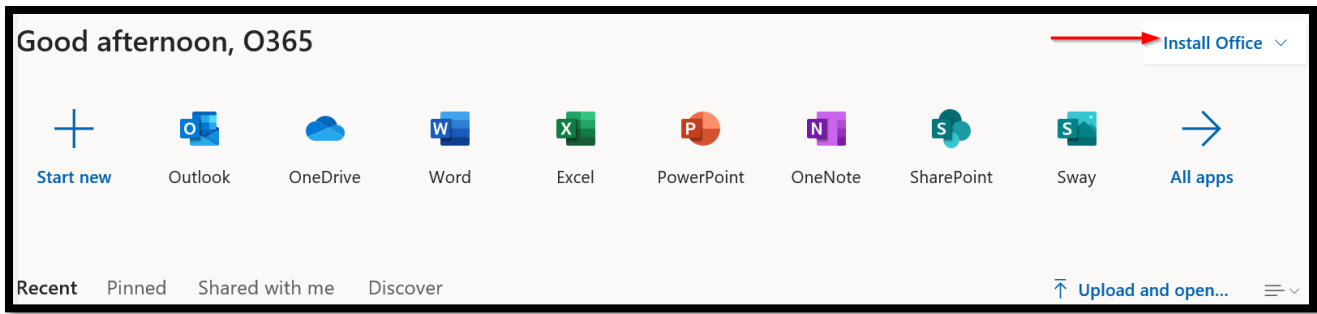 Good afternoon, O365
Install Office
O W X P N S S
Start new Outlook OneDrive Word Excel PowerPoint OneNote SharePoint Sway All apps
Recent Pinned Shared with me Discover Upload and open...